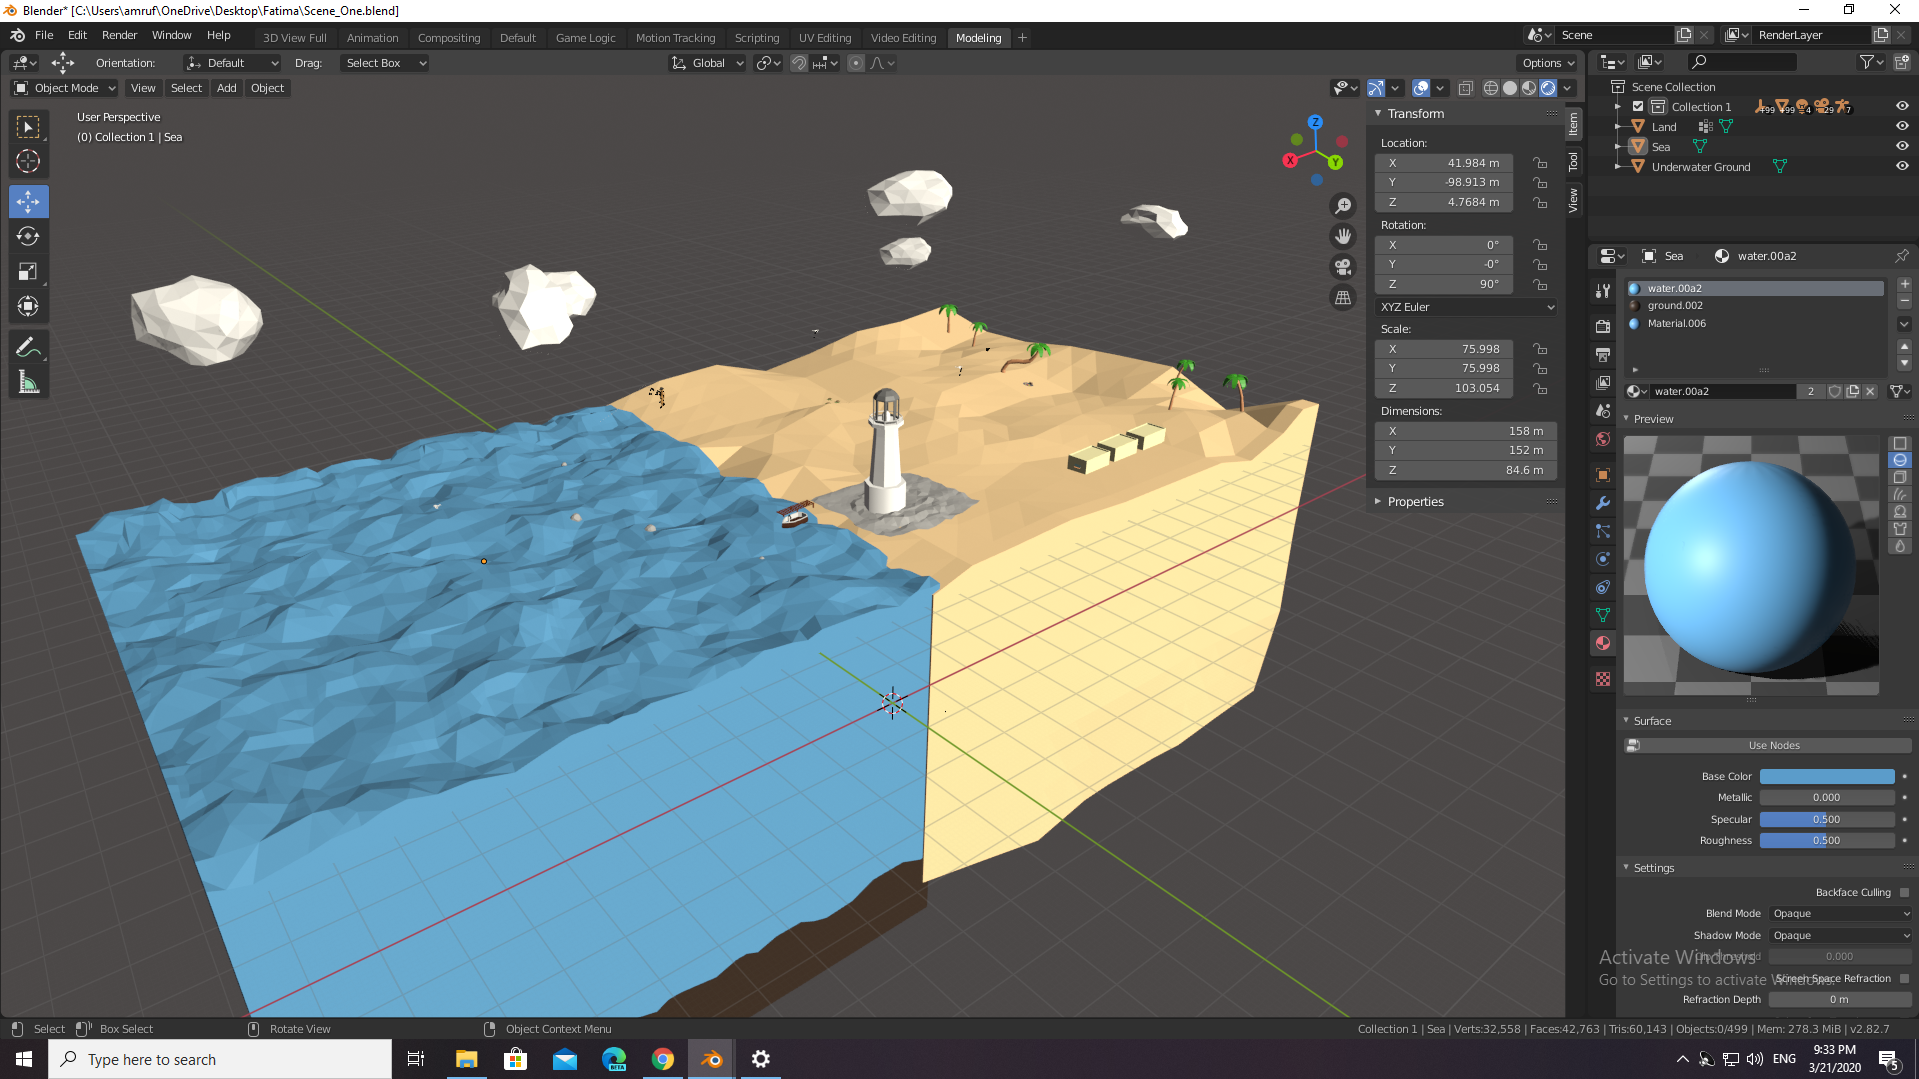 Blender* [C:\Users\amruf\OneDrive\Desktop\Fatima\Scene_One.blend]
File Edit Render Window Help 3D View Full Animation Compositing Default Game Logic Motion Tracking Scripting UV Editing Video Editing Modeling + Scene RenderLayer
Orientation: Default Drag: Select Box Global Options
Object Mode View Select Add Object
User Perspective
(0) Collection 1 | Sea
Z
X
Y
Transform
Location:
X 41.984 m
Y -98.913 m
Z 4.7684 m
Rotation:
X 0°
Y -0°
Z 90°
XYZ Euler
Scale:
X 75.998
Y 75.998
Z 103.054
Dimensions:
X 158 m
Y 152 m
Z 84.6 m
Properties
Item
Tool
View
Scene Collection
Collection 1 +99 +99 4 29 7
Land
Sea
Underwater Ground
Sea water.00a2
water.00a2
ground.002
Material.006
water.00a2 2
Preview
Surface
Use Nodes
Base Color
Metallic 0.000
Specular 0.500
Roughness 0.500
Settings
Backface Culling
Blend Mode Opaque
Shadow Mode Opaque
0.000
Screen Space Refraction
Refraction Depth 0 m
Activate Windows
Go to Settings to activate Windows.
Select Box Select Rotate View Object Context Menu Collection 1 | Sea | Verts:32,558 | Faces:42,763 | Tris:60,143 | Objects:0/499 | Mem: 278.3 MiB | v2.82.7
Type here to search
BETA
ENG
9:33 PM
3/21/2020
5